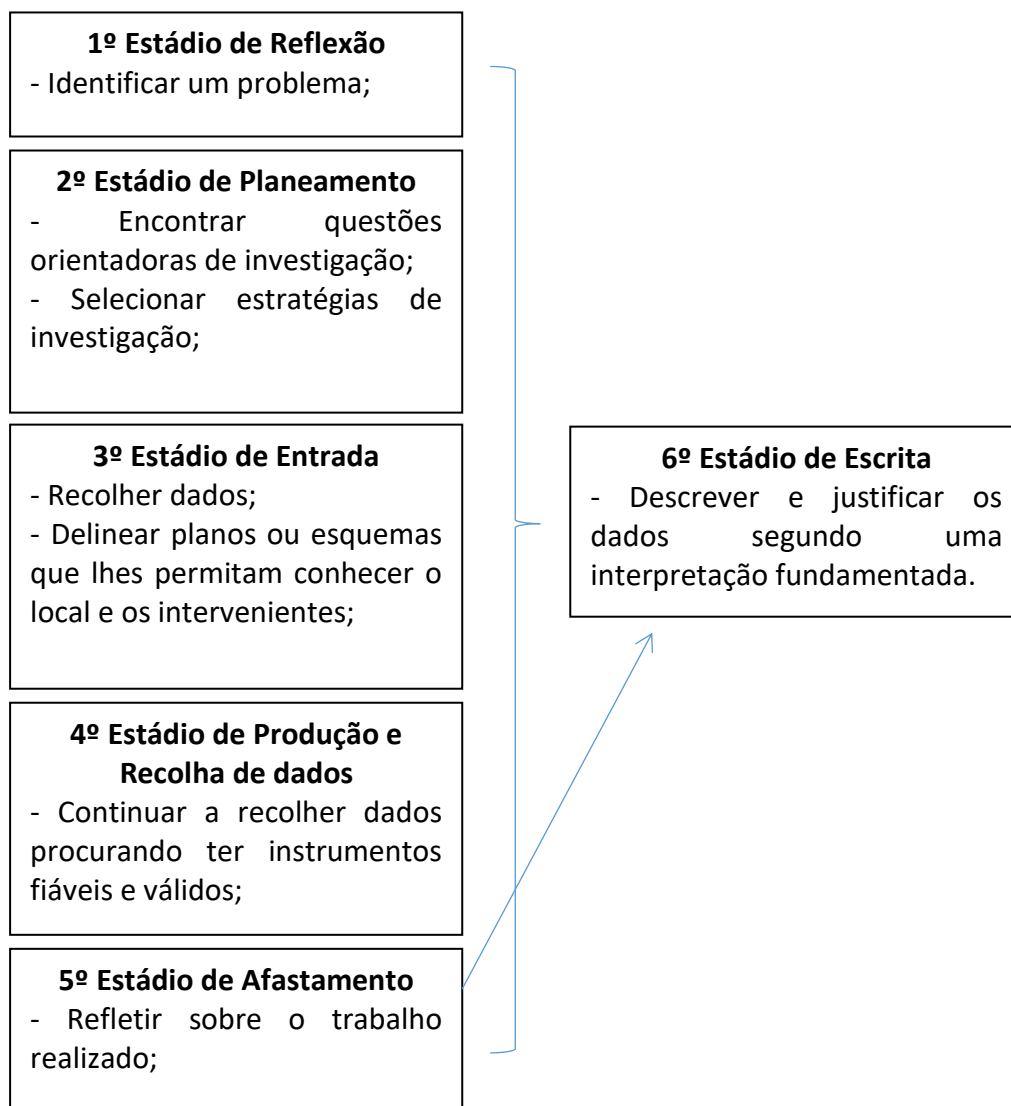 1º Estádio de Reflexão
- Identificar um problema;
2º Estádio de Planeamento
- Encontrar questões
orientadoras de investigação;
- Selecionar estratégias de
investigação;
3º Estádio de Entrada
- Recolher dados;
- Delinear planos ou esquemas
que lhes permitam conhecer o
local e os intervenientes;
4º Estádio de Produção e
Recolha de dados
- Continuar a recolher dados
procurando ter instrumentos
fiáveis e válidos;
5º Estádio de Afastamento
- Refletir sobre o trabalho
realizado;
6º Estádio de Escrita
- Descrever e justificar os
dados segundo uma
interpretação fundamentada.